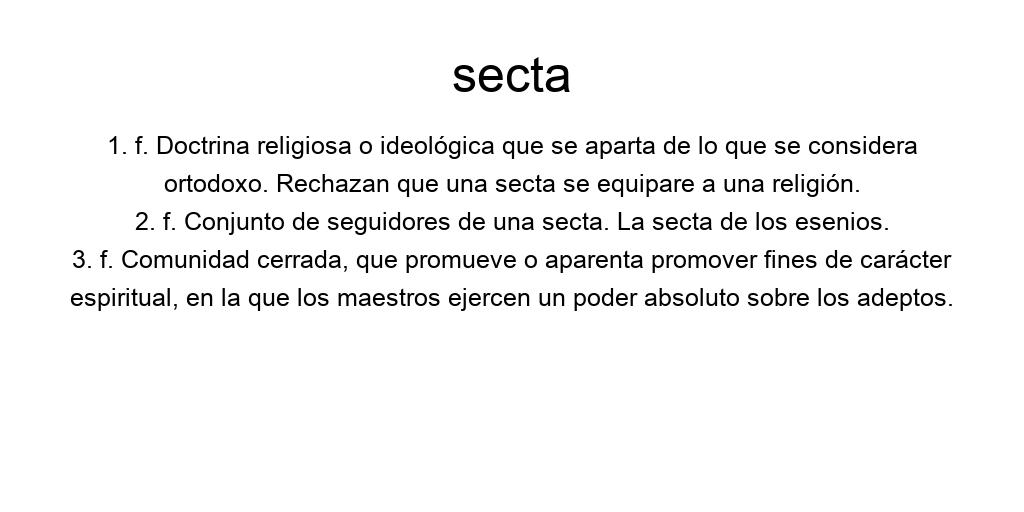 secta
1. f. Doctrina religiosa o ideológica que se aparta de lo que se considera
ortodoxo. Rechazan que una secta se equipare a una religión.
2. f. Conjunto de seguidores de una secta. La secta de los esenios.
3. f. Comunidad cerrada, que promueve o aparenta promover fines de carácter
espiritual, en la que los maestros ejercen un poder absoluto sobre los adeptos.